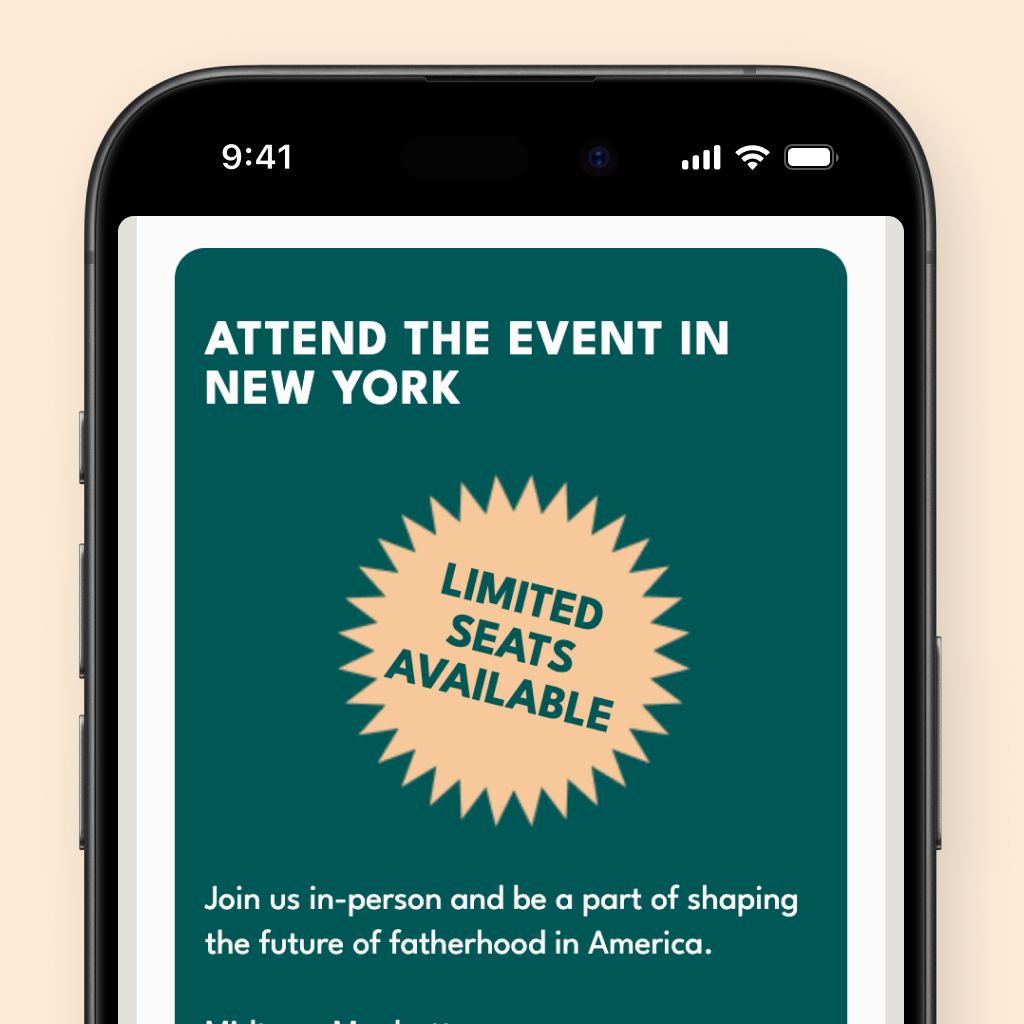 9:41
ATTEND THE EVENT IN
NEW YORK
LIMITED
SEATS
AVAILABLE
Join us in-person and be a part of shaping
the future of fatherhood in America.